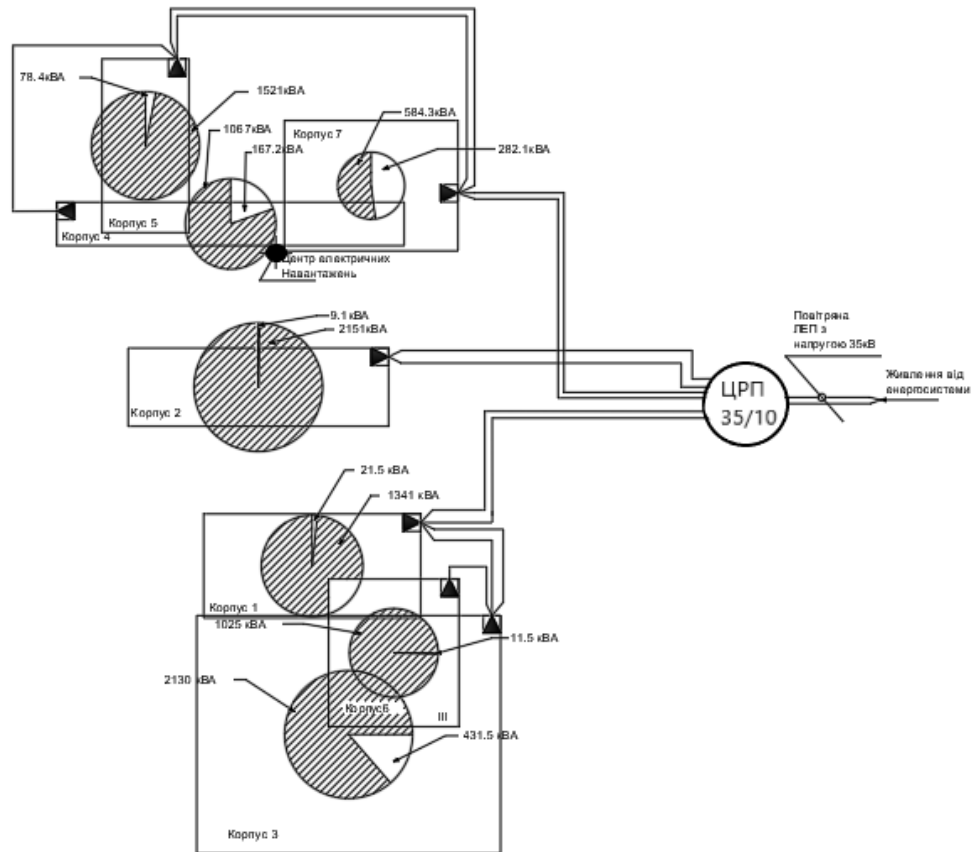 78.4кВА
1521кВА
1067кВА
167.2кВА
Корпус 7
584.3кВА
282.1кВА
Корпус 5
Корпус 4
Центр електричних
Навантажень
9.1кВА
2151кВА
Корпус 2
Повітряна
ЛЕП з
напругою 35кВ
Живлення від
енергосистеми
ЦРП
35/10
21.5 кВА
1341 кВА
Корпус 1
1025 кВА
11.5 кВА
2130 кВА
Корпус6
III
431.5 кВА
Корпус 3